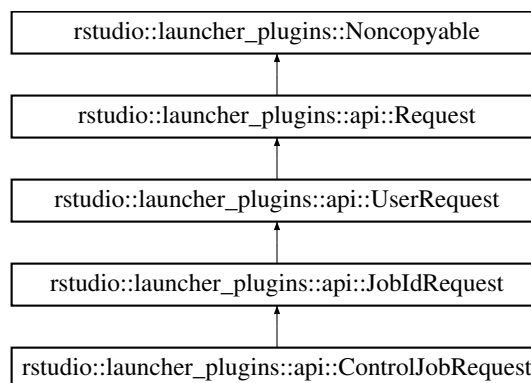 rstudio::launcher_plugins::Noncopyable
rstudio::launcher_plugins::api::Request
rstudio::launcher_plugins::api::UserRequest
rstudio::launcher_plugins::api::JobIdRequest
rstudio::launcher_plugins::api::ControlJobRequest